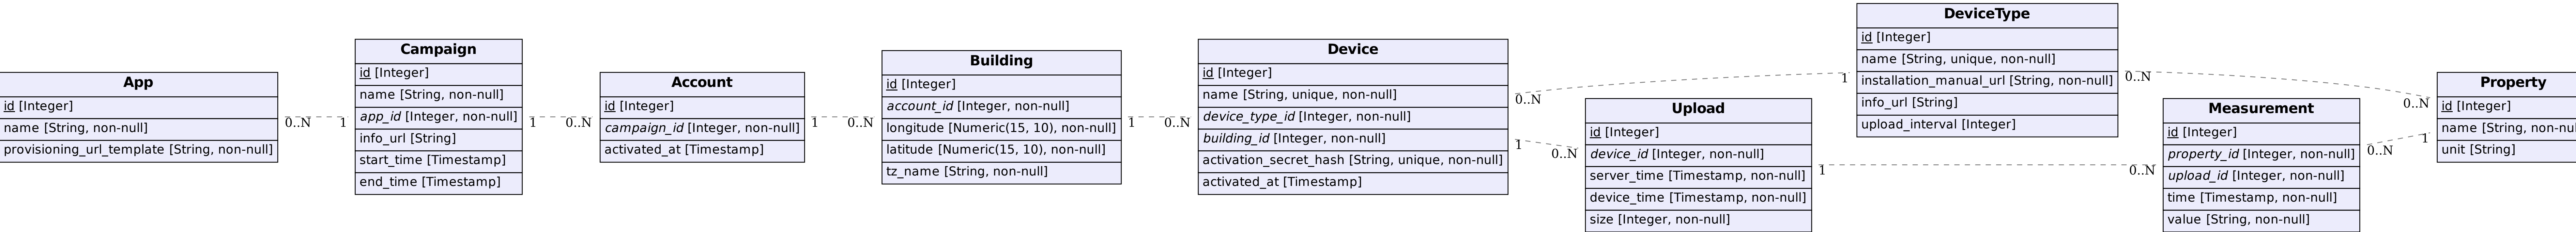 App
id [Integer]
name [String, non-null]
provisioning_url_template [String, non-null]
0..N
1
Campaign
id [Integer]
name [String, non-null]
app_id [Integer, non-null]
info_url [String]
start_time [Timestamp]
end_time [Timestamp]
1
0..N
Account
id [Integer]
campaign_id [Integer, non-null]
activated_at [Timestamp]
1
0..N
Building
id [Integer]
account_id [Integer, non-null]
longitude [Numeric(15, 10), non-null]
latitude [Numeric(15, 10), non-null]
tz_name [String, non-null]
1
0..N
Device
id [Integer]
name [String, unique, non-null]
device_type_id [Integer, non-null]
building_id [Integer, non-null]
activation_secret_hash [String, unique, non-null]
activated_at [Timestamp]
0..N
1
1
0..N
Upload
id [Integer]
device_id [Integer, non-null]
server_time [Timestamp, non-null]
device_time [Timestamp, non-null]
size [Integer, non-null]
DeviceType
id [Integer]
name [String, unique, non-null]
installation_manual_url [String, non-null]
info_url [String]
upload_interval [Integer]
0..N
0..N
1
0..N
Measurement
id [Integer]
property_id [Integer, non-null]
upload_id [Integer, non-null]
time [Timestamp, non-null]
value [String, non-null]
0..N
1
Property
id [Integer]
name [String,
unit [String]